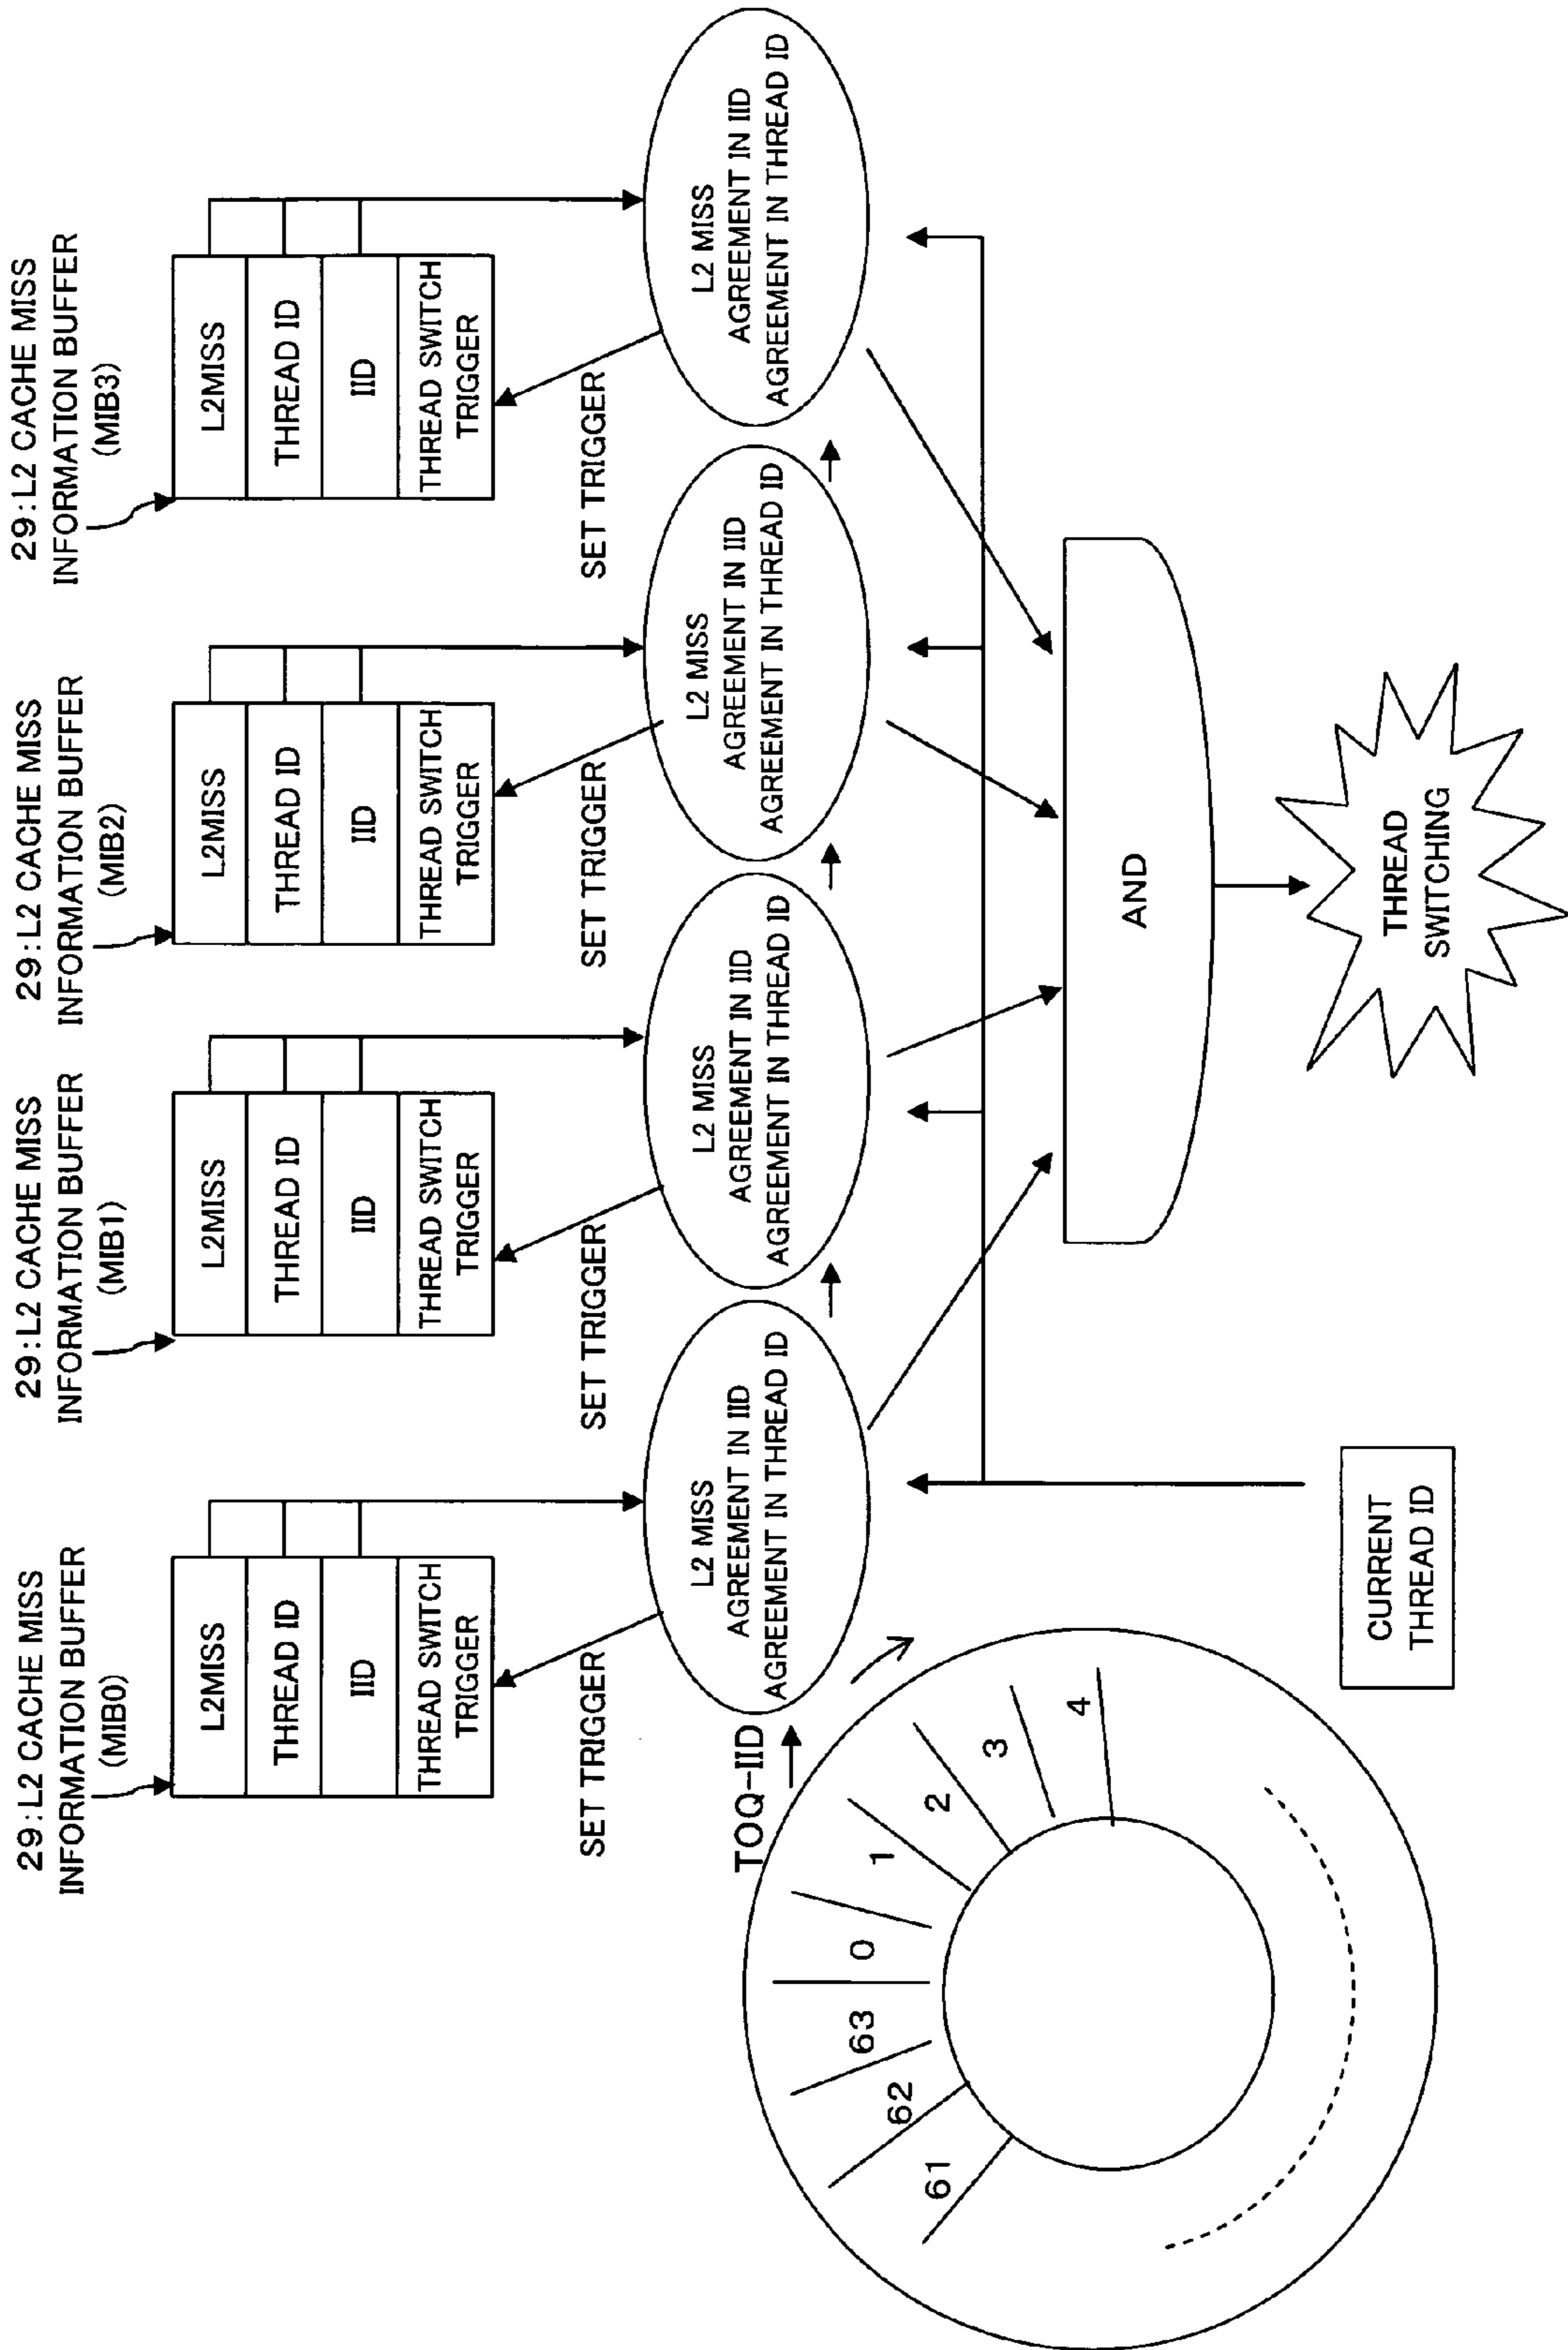 29:L2 CACHE MISS
INFORMATION BUFFER
(MIB0)
L2MISS
THREAD ID
IID
THREAD SWITCH
TRIGGER
29:L2 CACHE MISS
INFORMATION BUFFER
(MIB1)
L2MISS
THREAD ID
IID
THREAD SWITCH
TRIGGER
29:L2 CACHE MISS
INFORMATION BUFFER
(MIB2)
L2MISS
THREAD ID
IID
THREAD SWITCH
TRIGGER
29:L2 CACHE MISS
INFORMATION BUFFER
(MIB3)
L2MISS
THREAD ID
IID
THREAD SWITCH
TRIGGER
SET TRIGGER
SET TRIGGER
SET TRIGGER
SET TRIGGER
L2 MISS
AGREEMENT IN IID
AGREEMENT IN THREAD ID
L2 MISS
AGREEMENT IN IID
AGREEMENT IN THREAD ID
L2 MISS
AGREEMENT IN IID
AGREEMENT IN THREAD ID
L2 MISS
AGREEMENT IN IID
AGREEMENT IN THREAD ID
TOQ-IID
61
62
63
0
1
2
3
4
AND
CURRENT
THREAD ID
THREAD
SWITCHING